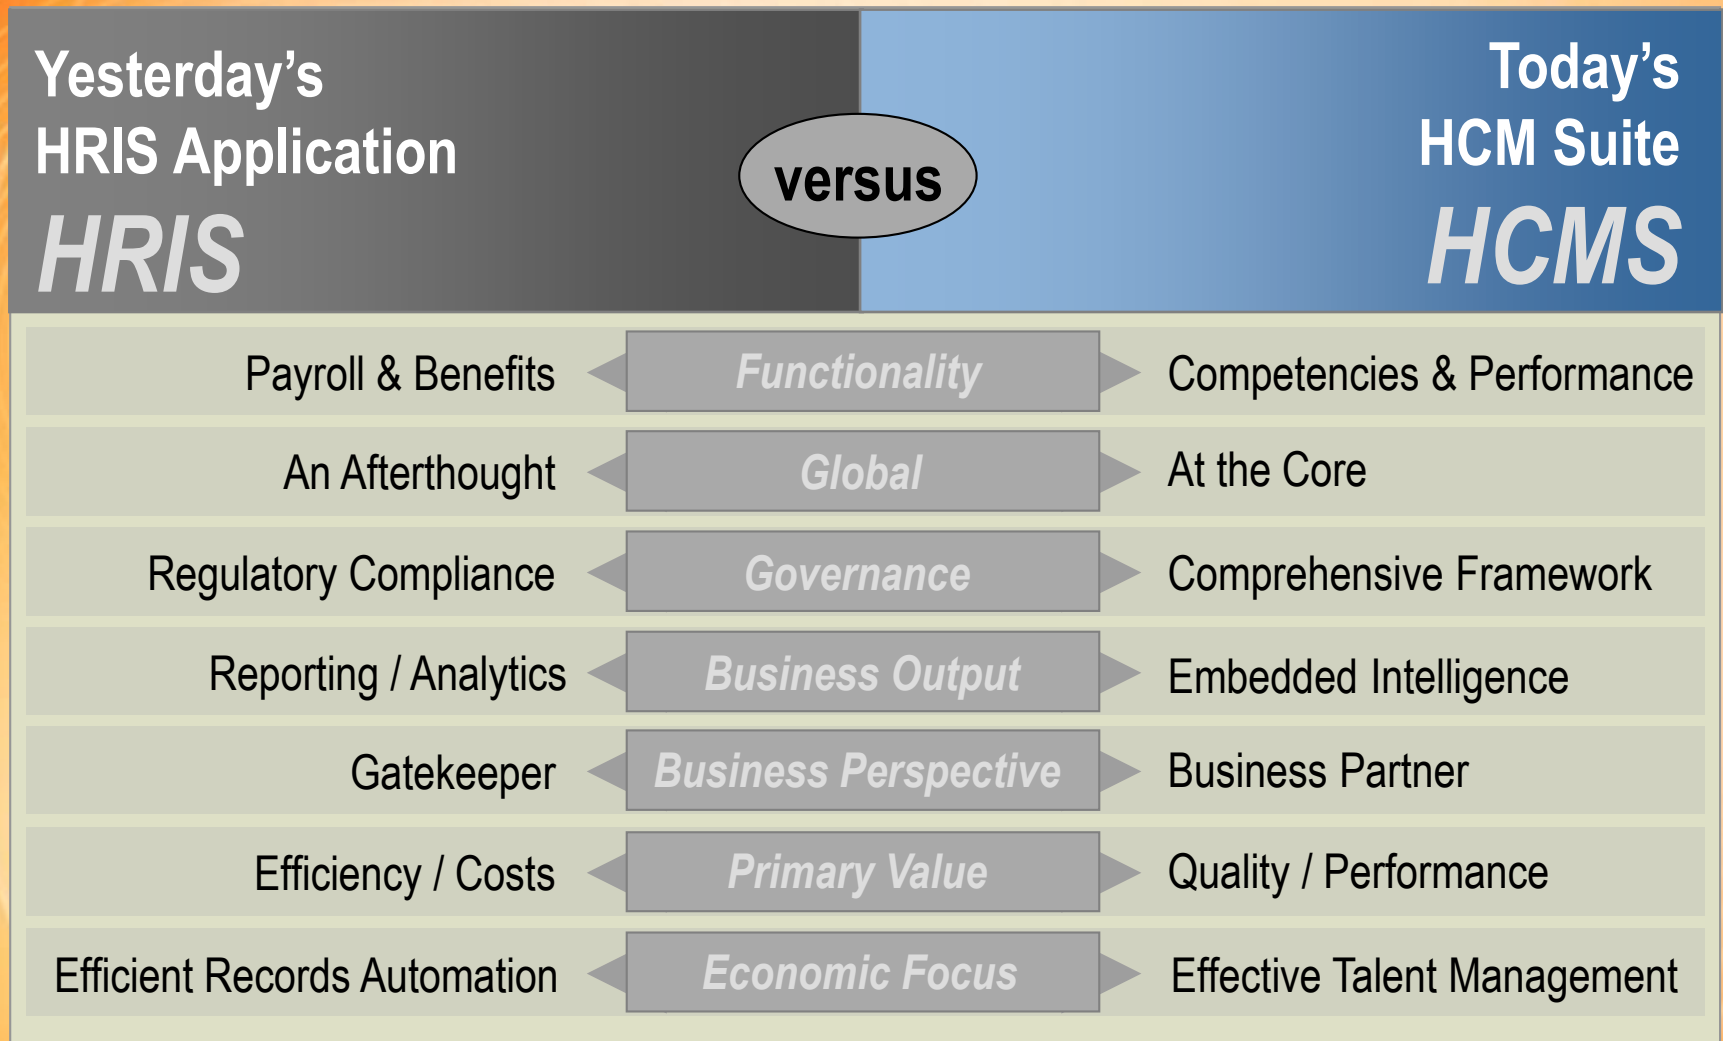 Yesterday’s
HRIS Application
HRIS
versus
Today’s
HCM Suite
HCMS
Payroll & Benefits Functionality Competencies & Performance
An Afterthought Global At the Core
Regulatory Compliance Governance Comprehensive Framework
Reporting / Analytics Business Output Embedded Intelligence
Gatekeeper Business Perspective Business Partner
Efficiency / Costs Primary Value Quality / Performance
Efficient Records Automation Economic Focus Effective Talent Management